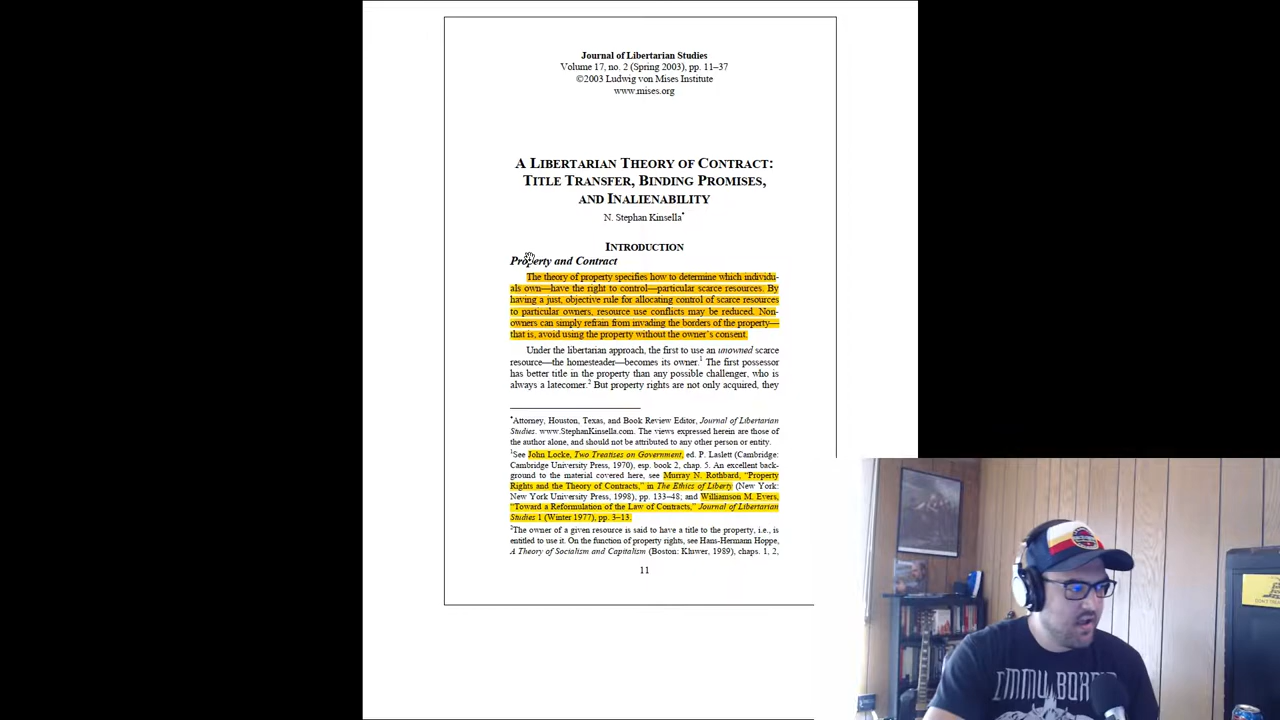 Journal of Libertarian Studies
Volume 17, no. 2 (Spring 2003), pp. 11–37
©2003 Ludwig von Mises Institute
www.mises.org
A LIBERTARIAN THEORY OF CONTRACT:
TITLE TRANSFER, BINDING PROMISES,
AND INALIENABILITY
N. Stephan Kinsella*
INTRODUCTION
Property and Contract
The theory of property specifies how to determine which individu-
als own—have the right to control—particular scarce resources. By
having a just, objective rule for allocating control of scarce resources
to particular owners, resource use conflicts may be reduced. Non-
owners can simply refrain from invading the borders of the property—
that is, avoid using the property without the owner's consent.
Under the libertarian approach, the first to use an unowned scarce
resource—the homesteader—becomes its owner.1 The first possessor
has better title in the property than any possible challenger, who is
always a latecomer.2 But property rights are not only acquired, they
*Attorney, Houston, Texas, and Book Review Editor, Journal of Libertarian
Studies. www.StephanKinsella.com. The views expressed herein are those of
the author alone, and should not be attributed to any other person or entity.
1See John Locke, Two Treatises on Government, ed. P. Laslett (Cambridge:
Cambridge University Press, 1970), esp. book 2, chap. 5. An excellent back-
ground to the material covered here, see Murray N. Rothbard, "Property
Rights and the Theory of Contracts," in The Ethics of Liberty (New York:
New York University Press, 1998), pp. 133–48; and Williamson M. Evers,
"Toward a Reformulation of the Law of Contracts," Journal of Libertarian
Studies 1 (Winter 1977), pp. 3–13.
2The owner of a given resource is said to have a title to the property, i.e., is
entitled to use it. On the function of property rights, see Hans-Hermann Hoppe,
A Theory of Socialism and Capitalism (Boston: Kluwer, 1989), chaps. 1, 2,
11